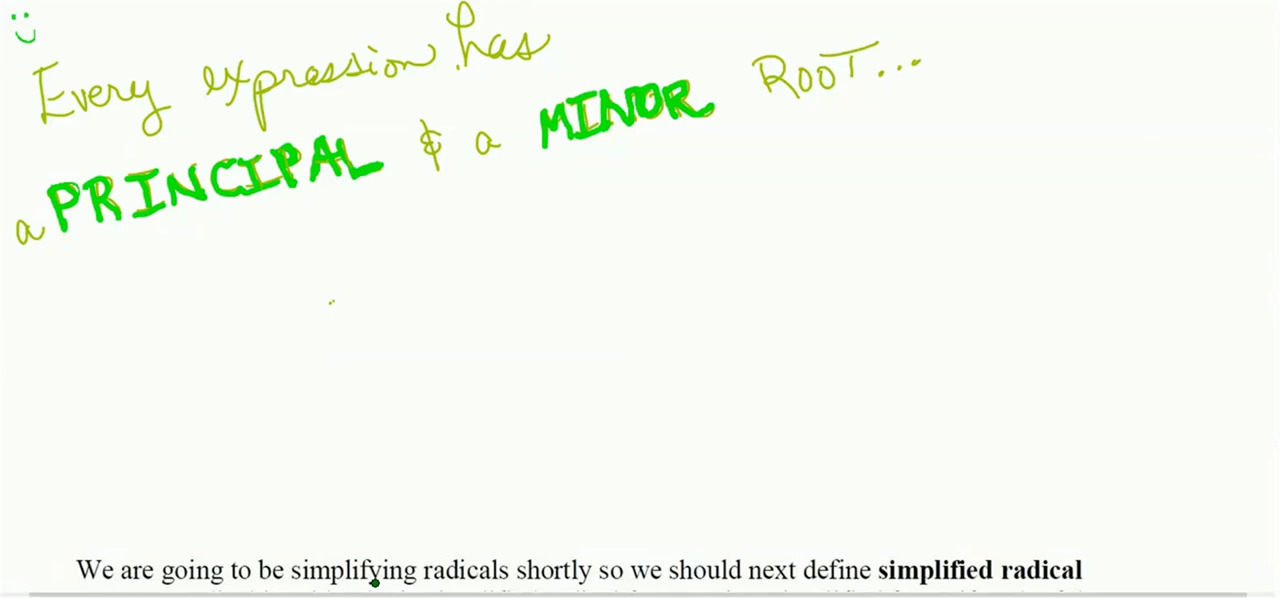 Every expression has
a PRINCIPAL & a MINOR ROOT...
We are going to be simplifying radicals shortly so we should next define simplified radical